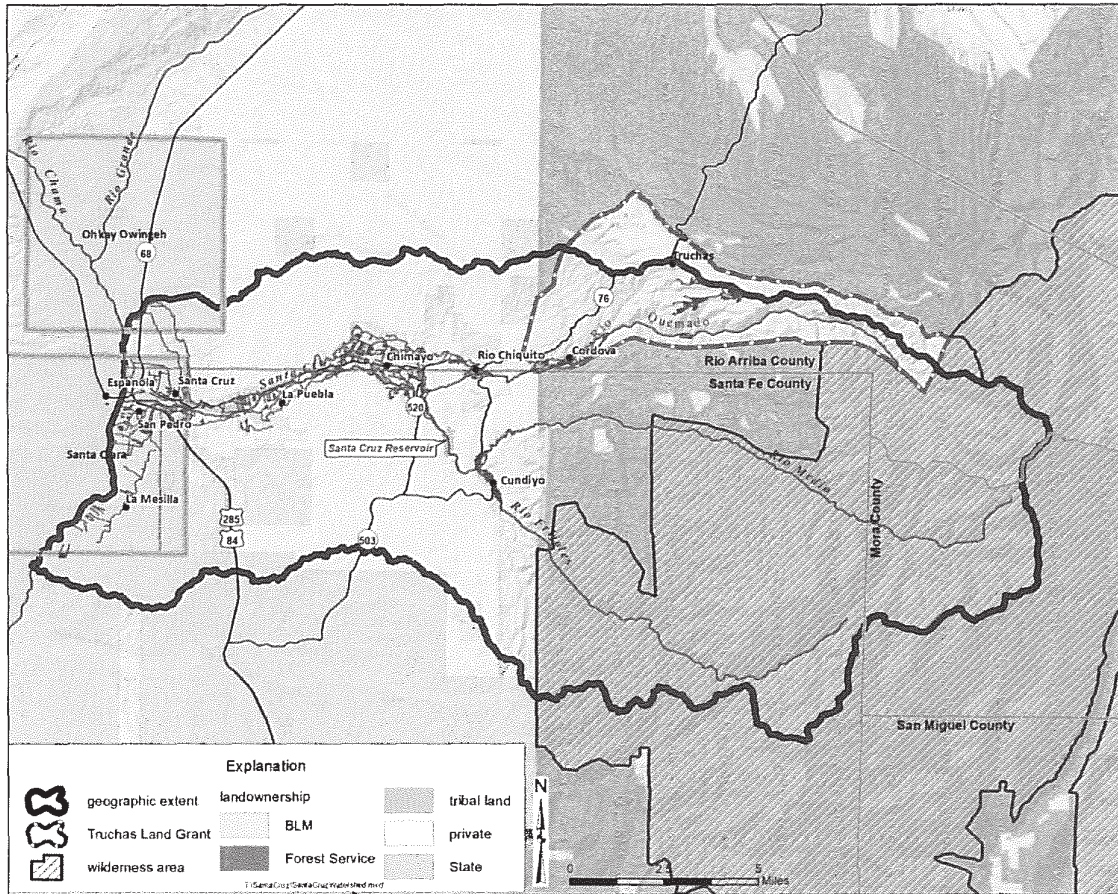 Rio Chama
Rio Grande
Ohkay Owingeh
68
Truchas
76
Rio Quemado
Chimayo
Rio Chiquito
Cordova
Rio Arriba County
Santa Fe County
Española
Santa Cruz
La Puebla
San Pedro
520
Santa Clara
Santa Cruz Reservoir
Rio Medio
Cundiyo
La Mesilla
Rio Frijoles
Mora County
285
84
503
San Miguel County
Explanation
geographic extent
landownership
tribal land
Truchas Land Grant
BLM
private
wilderness area
Forest Service
State
N
0 2.5 5
Miles